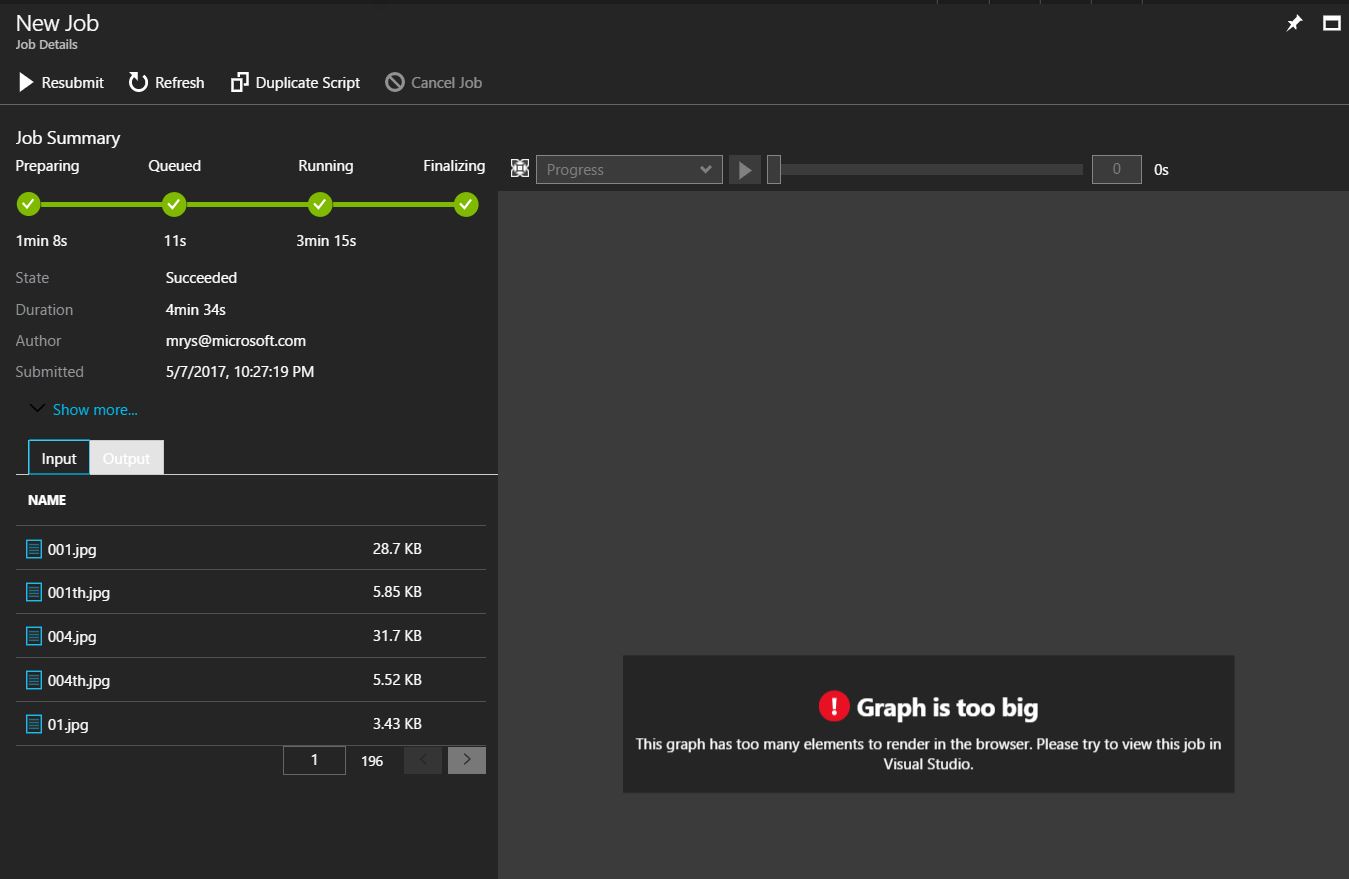 New Job
Job Details
Resubmit Refresh Duplicate Script Cancel Job
Job Summary
Preparing Queued Running Finalizing
1min 8s 11s 3min 15s
State Succeeded
Duration 4min 34s
Author mrys@microsoft.com
Submitted 5/7/2017, 10:27:19 PM
Show more...
Input Output
NAME
001.jpg 28.7 KB
001th.jpg 5.85 KB
004.jpg 31.7 KB
004th.jpg 5.52 KB
01.jpg 3.43 KB
1 196 < >
Progress 0 0s
Graph is too big
This graph has too many elements to render in the browser. Please try to view this job in
Visual Studio.